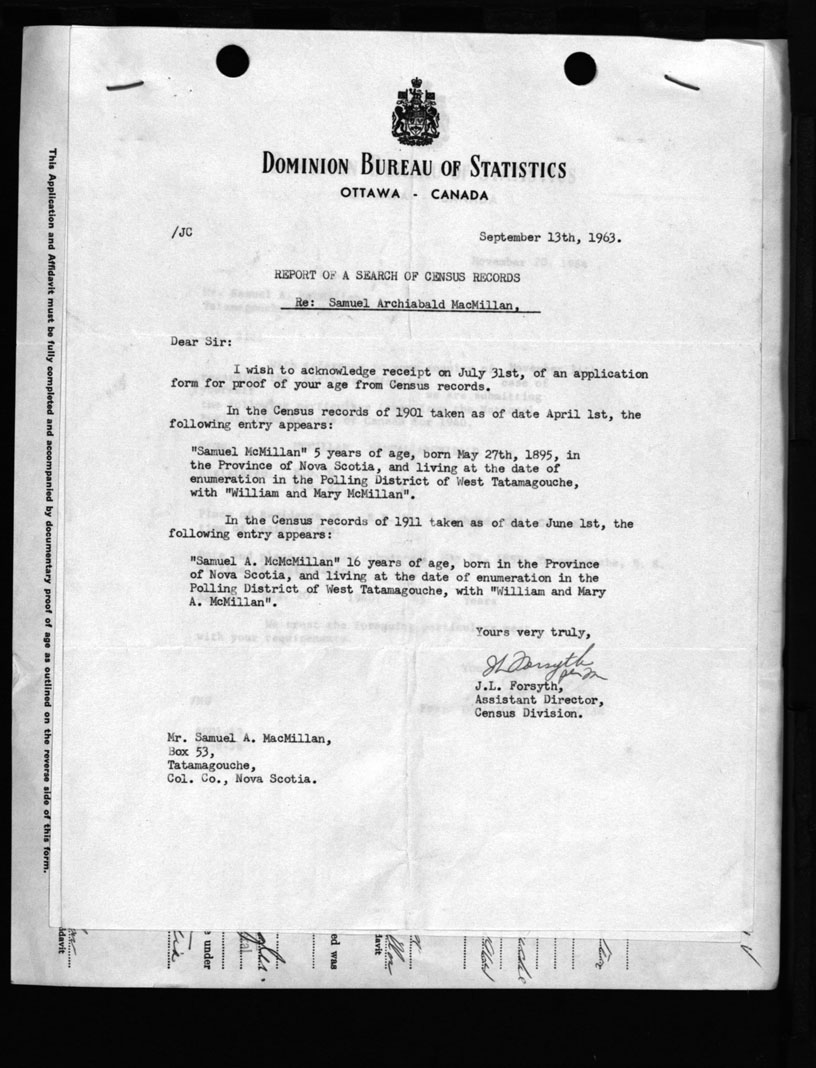 DOMINION BUREAU OF STATISTICS
OTTAWA - CANADA
/JC
September 13th, 1963.
REPORT OF A SEARCH OF CENSUS RECORDS
Re: Samuel Archiabald MacMillan,
Dear Sir:
I wish to acknowledge receipt on July 31st, of an application
form for proof of your age from Census records.
In the Census records of 1901 taken as of date April 1st, the
following entry appears:
"Samuel McMillan" 5 years of age, born May 27th, 1895, in
the Province of Nova Scotia, and living at the date of
enumeration in the Polling District of West Tatamagouche,
with "William and Mary McMillan".
In the Census records of 1911 taken as of date June 1st, the
following entry appears:
"Samuel A. McMcMillan" 16 years of age, born in the Province
of Nova Scotia, and living at the date of enumeration in the
Polling District of West Tatamagouche, with "William and Mary
A. McMillan".
Yours very truly,
JL Forsyth
per M
J.L. Forsyth,
Assistant Director,
Census Division.
Mr. Samuel A. MacMillan,
Box 53,
Tatamagouche,
Col. Co., Nova Scotia.
This Application and Affidavit must be fully completed and accompanied by documentary proof of age as outlined on the reverse side of this form.
davit
e under
ed was
davit